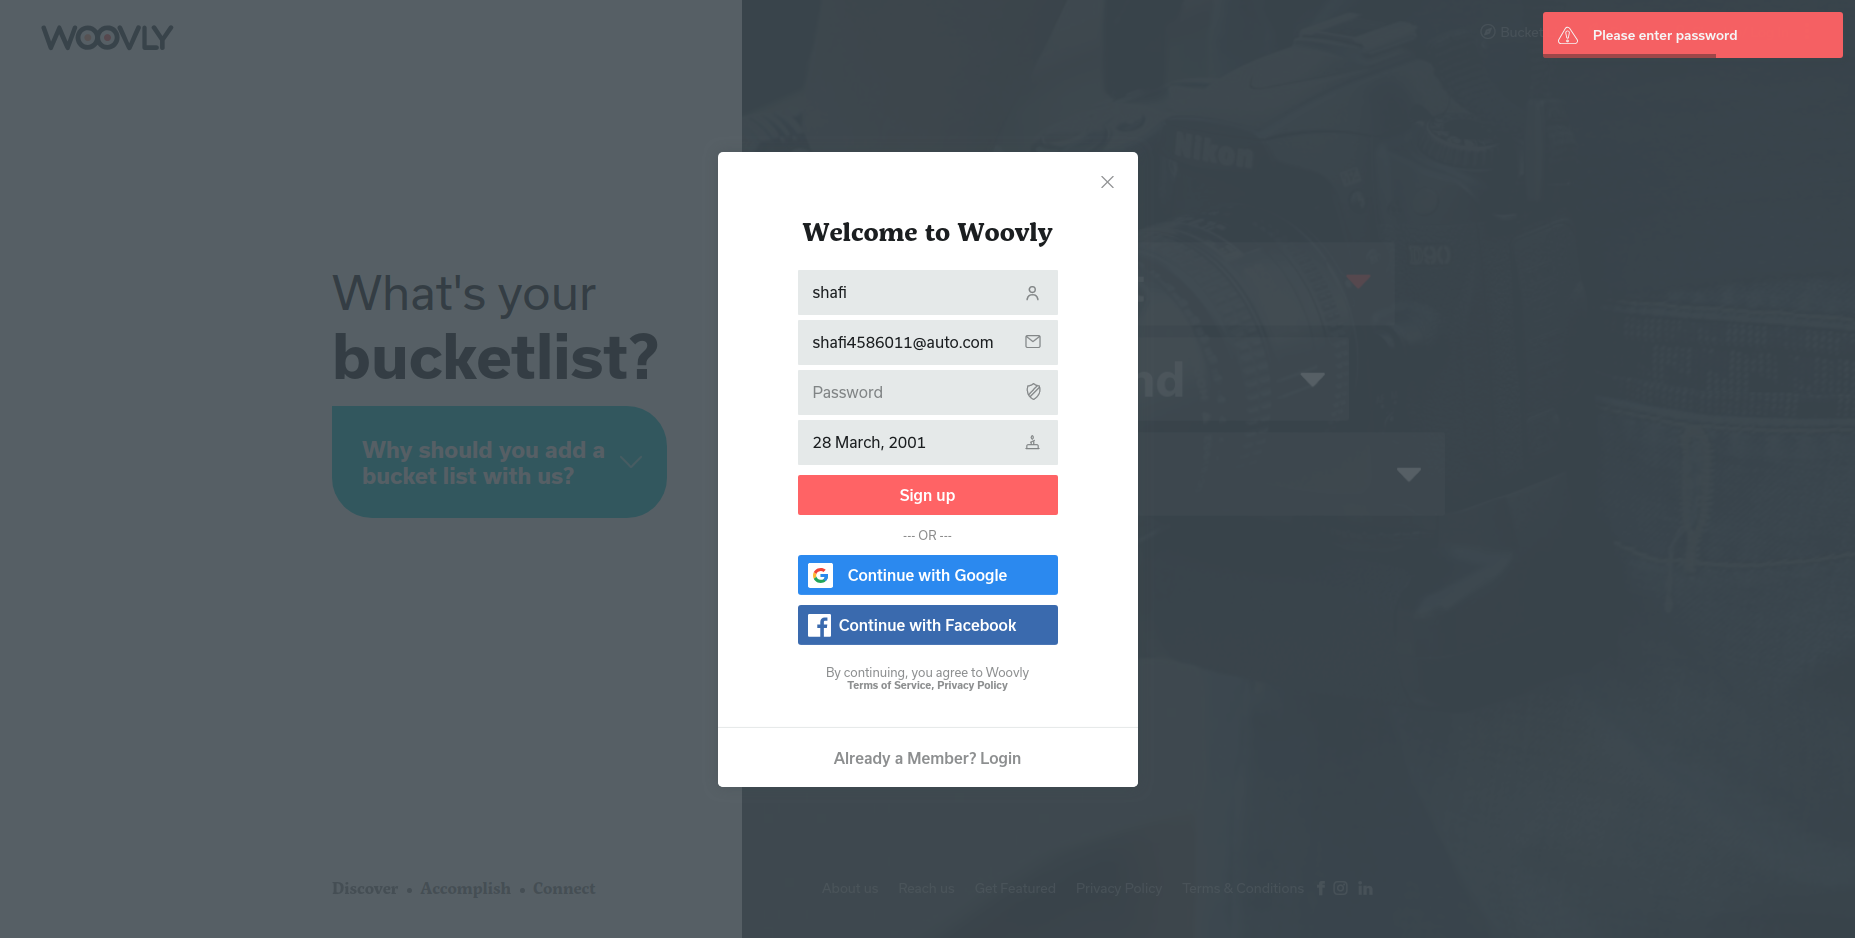 WOOVLY
Bucket
Please enter password
Nikon
What's your
bucketlist?
Why should you add a
bucket list with us?
Welcome to Woovly
shafi
shafi4586011@auto.com
Password
28 March, 2001
Sign up
--- OR ---
Continue with Google
Continue with Facebook
By continuing, you agree to Woovly
Terms of Service, Privacy Policy
Already a Member? Login
Discover • Accomplish • Connect
About us Reach us Get Featured Privacy Policy Terms & Conditions